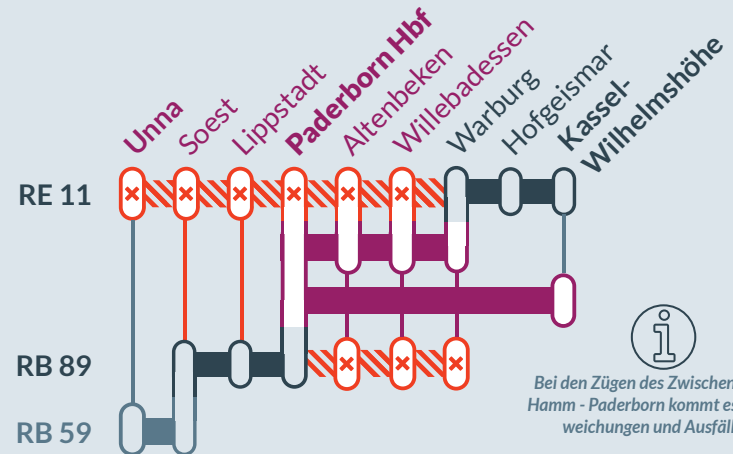 Unna
Soest
Lippstadt
Paderborn Hbf
Altenbeken
Willebadessen
Warburg
Hofgeismar
Kassel-
Wilhelmshöhe
RE 11
RB 89
RB 59
Bei den Zügen des Zwischen
Hamm - Paderborn kommt es
weichungen und Ausfäll